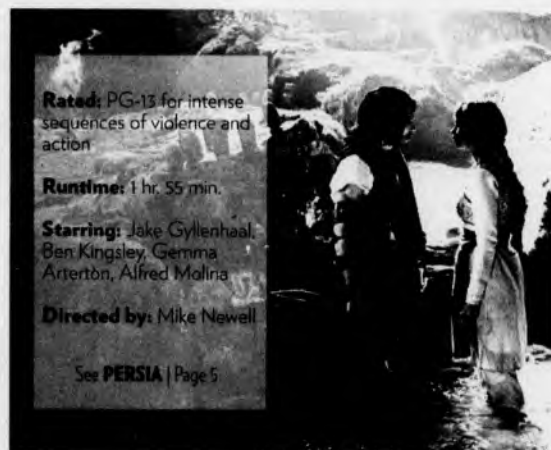 Rated: PG-13 for intense
sequences of violence and
action
Runtime: 1 hr. 55 min.
Starring: Jake Gyllenhaal,
Ben Kingsley, Gemma
Arterton, Alfred Molina
Directed by: Mike Newell
See PERSIA | Page 5